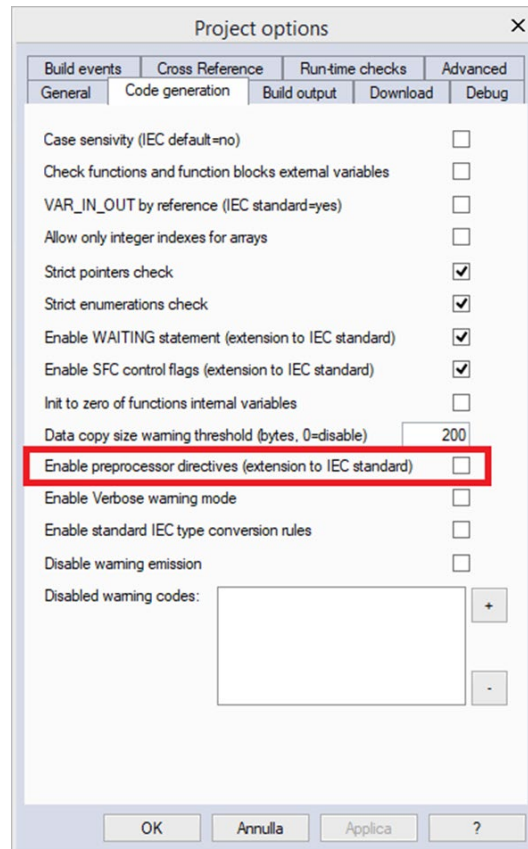 Project options
Build events Cross Reference Run-time checks Advanced
General Code generation Build output Download Debug
Case sensivity (IEC default=no)
Check functions and function blocks external variables
VAR_IN_OUT by reference (IEC standard=yes)
Allow only integer indexes for arrays
Strict pointers check
Strict enumerations check
Enable WAITING statement (extension to IEC standard)
Enable SFC control flags (extension to IEC standard)
Init to zero of functions internal variables
Data copy size warning threshold (bytes, 0=disable) 200
Enable preprocessor directives (extension to IEC standard)
Enable Verbose warning mode
Enable standard IEC type conversion rules
Disable warning emission
Disabled warning codes:
+
-
OK Annulla Applica ?